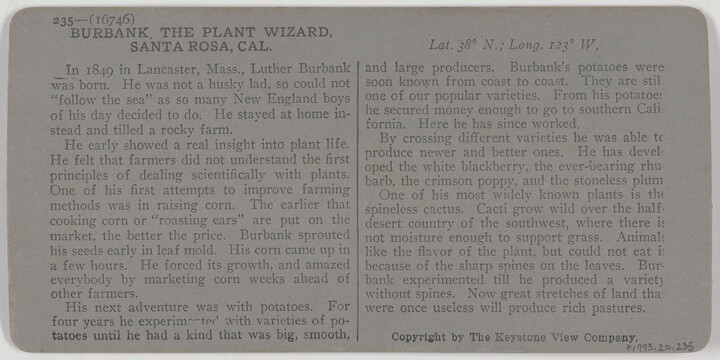 235—(16746)
BURBANK, THE PLANT WIZARD,
SANTA ROSA, CAL.
In 1849 in Lancaster, Mass., Luther Burbank
was born. He was not a husky lad, so could not
"follow the sea" as so many New England boys
of his day decided to do. He stayed at home in-
stead and tilled a rocky farm.
He early showed a real insight into plant life.
He felt that farmers did not understand the first
principles of dealing scientifically with plants.
One of his first attempts to improve farming
methods was in raising corn. The earlier that
cooking corn or "roasting ears" are put on the
market, the better the price. Burbank sprouted
his seeds early in leaf mold. His corn came up in
a few hours. He forced its growth, and amazed
everybody by marketing corn weeks ahead of
other farmers.
His next adventure was with potatoes. For
four years he experimented with varieties of po-
tatoes until he had a kind that was big, smooth,
Lat. 38° N.; Long. 123° W.
and large producers. Burbank's potatoes were
soon known from coast to coast. They are stil
one of our popular varieties. From his potatoes
he secured money enough to go to southern Cali
fornia. Here he has since worked.
By crossing different varieties he was able to
produce newer and better ones. He has devel
oped the white blackberry, the ever-bearing rhu
barb, the crimson poppy, and the stoneless plum
One of his most widely known plants is the
spineless cactus. Cacti grow wild over the half-
desert country of the southwest, where there is
not moisture enough to support grass. Animals
like the flavor of the plant, but could not eat it
because of the sharp spines on the leaves. Bur-
bank experimented till he produced a variety
without spines. Now great stretches of land tha
were once useless will produce rich pastures.
Copyright by The Keystone View Company.
P1993.20.235